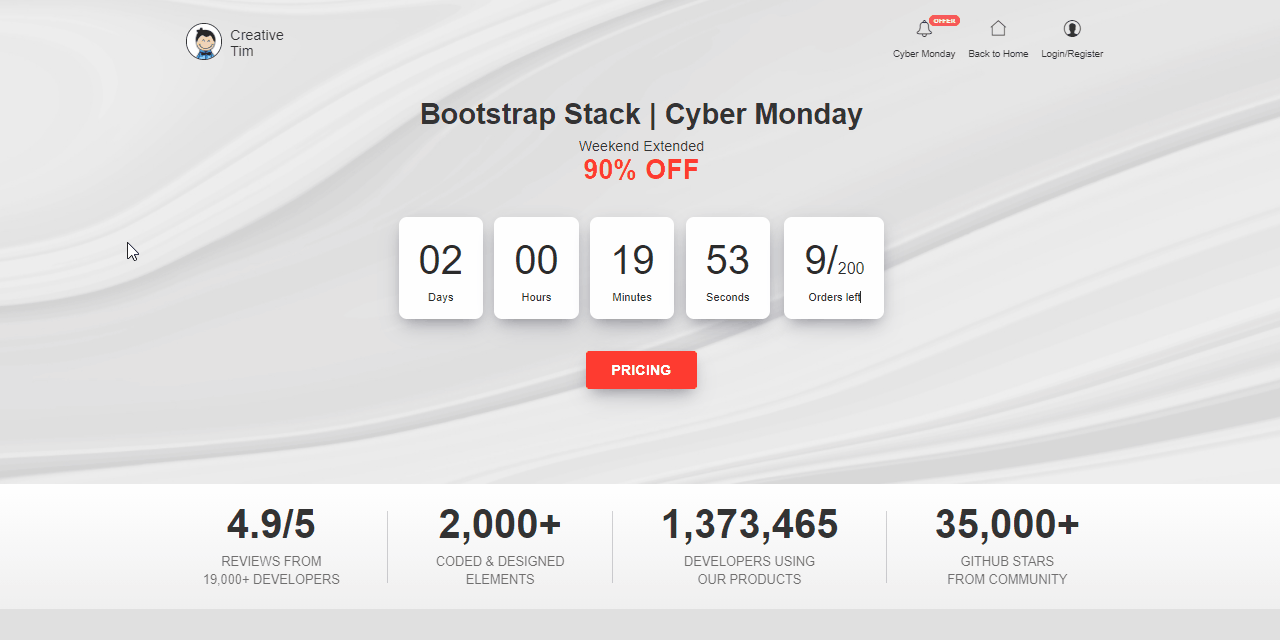 Creative
Tim
OFFER
Cyber Monday
Back to Home
Login/Register
Bootstrap Stack | Cyber Monday
Weekend Extended
90% OFF
02
Days
00
Hours
19
Minutes
53
Seconds
9/200
Orders left
PRICING
4.9/5
REVIEWS FROM
19,000+ DEVELOPERS
2,000+
CODED & DESIGNED
ELEMENTS
1,373,465
DEVELOPERS USING
OUR PRODUCTS
35,000+
GITHUB STARS
FROM COMMUNITY